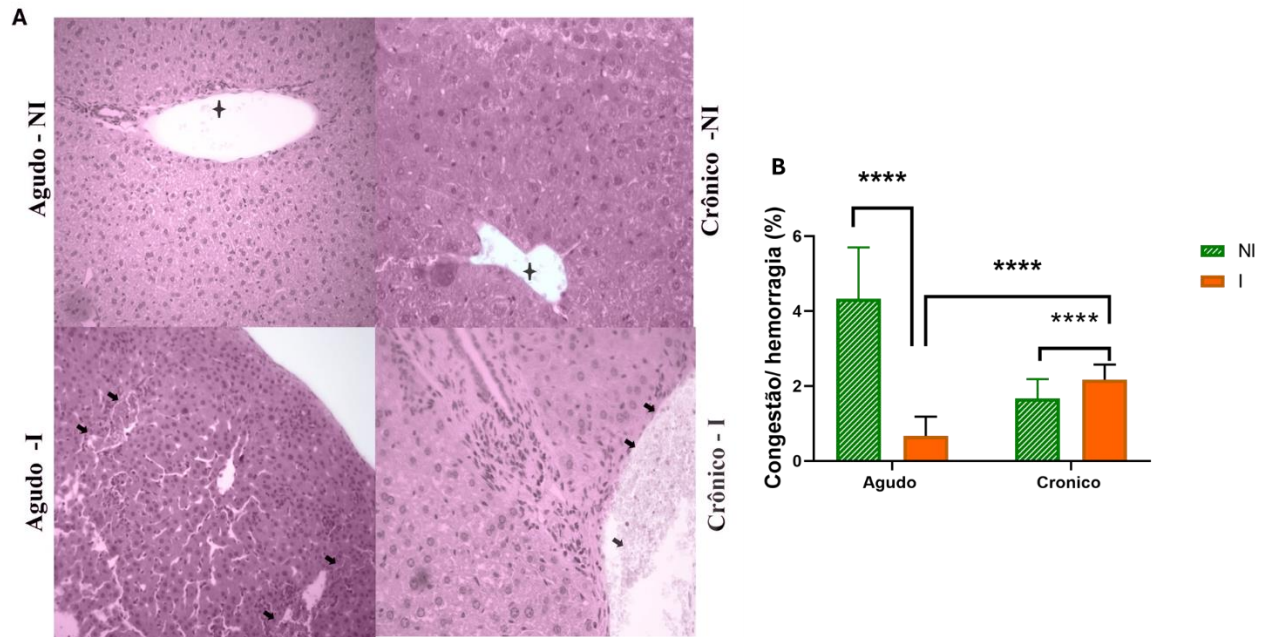 A
Agudo - NI
Crônico -NI
Agudo -I
Crônico - I
B
Congestão/ hemorragia (%)
6
4
2
0
****
****
****
Agudo
Cronico
NI
I